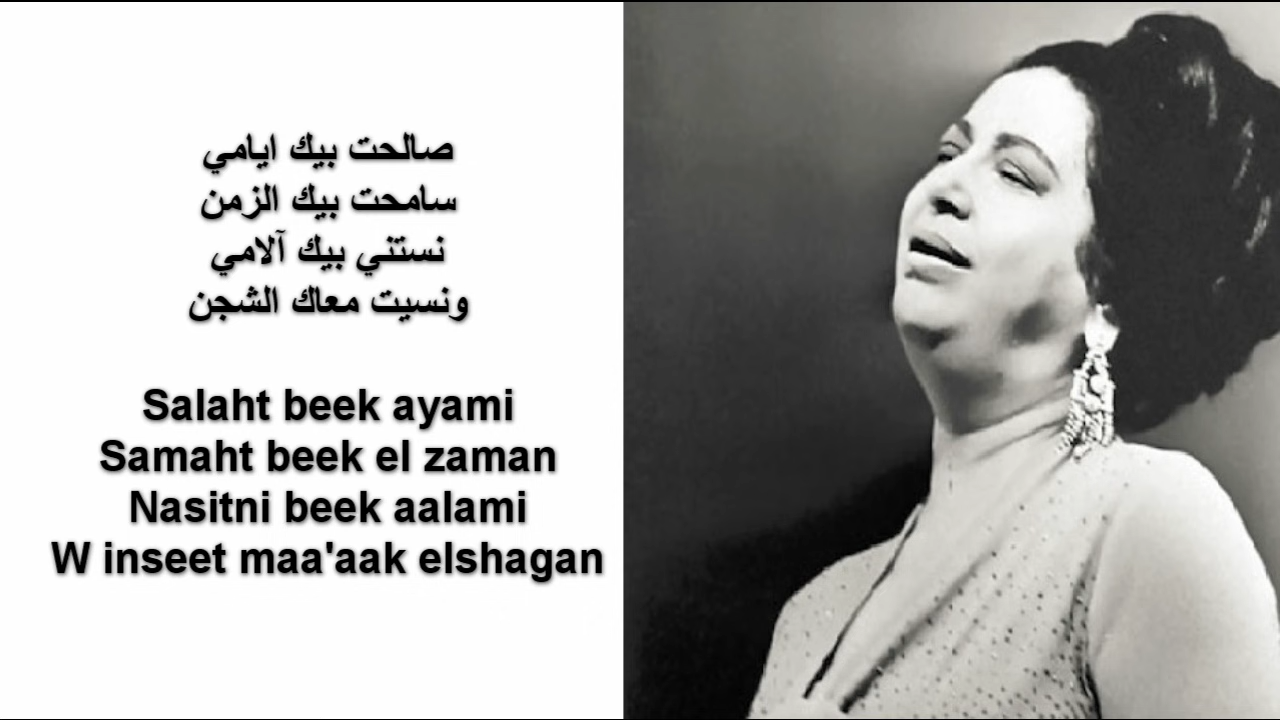 صالحت بيك ايامي
سامحت بيك الزمن
نستني بيك آلامي
ونسيت معاك الشجن
Salaht beek ayami
Samaht beek el zaman
Nasitni beek aalami
W inseet maa'aak elshagan